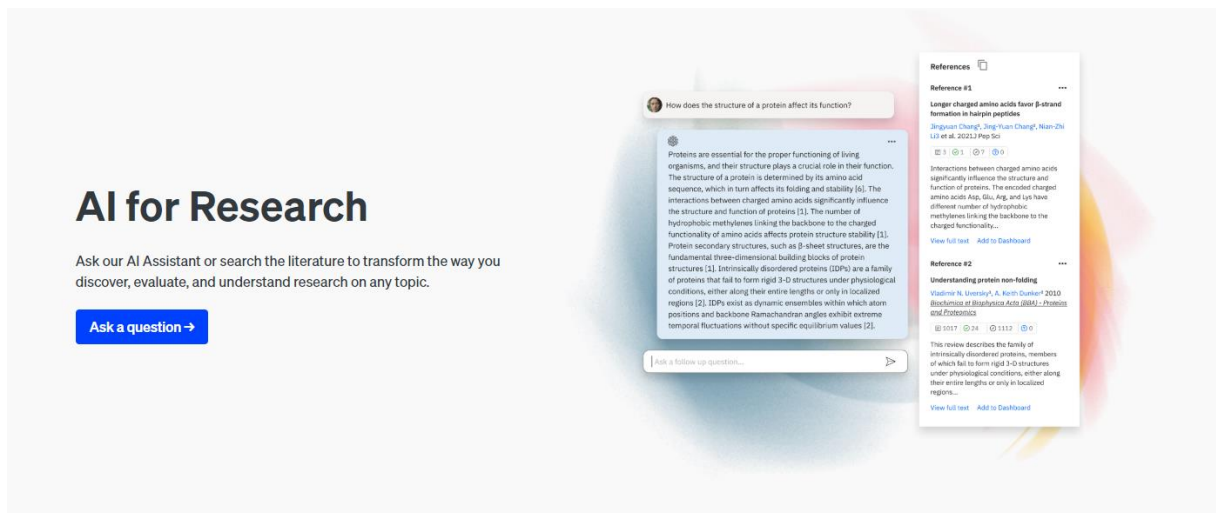 AI for Research
Ask our AI Assistant or search the literature to transform the way you
discover, evaluate, and understand research on any topic.
Ask a question →
How does the structure of a protein affect its function?
Proteins are essential for the proper functioning of living
organisms, and their structure plays a crucial role in their function.
The structure of a protein is determined by its amino acid
sequence, which in turn affects its folding and stability [6]. The
interactions between charged amino acids significantly influence
the structure and function of proteins [1]. The number of
hydrophobic methylenes linking the backbone to the charged
functionality of amino acids affects protein structure stability [1].
Protein secondary structures, such as β-sheet structures, are the
fundamental three-dimensional building blocks of protein
structures [1]. Intrinsically disordered proteins (IDPs) are a family
of proteins that fail to form rigid 3-D structures under physiological
conditions, either along their entire lengths or only in localized
regions [2]. IDPs exist as dynamic ensembles within which atom
positions and backbone Ramachandran angles exhibit extreme
temporal fluctuations without specific equilibrium values [2].
Ask a follow up question...
References
Reference #1
Longer charged amino acids favor β-strand
formation in hairpin peptides
Jingyuan Chang, Jing-Yuan Chang, Nian-Zhi
Li et al. 2021 J Pep Sci
3 1 7 0
Interactions between charged amino acids
significantly influence the structure and
function of proteins. The encoded charged
amino acids Asp, Glu, Arg, and Lys have
different number of hydrophobic
methylenes linking the backbone to the
charged functionality...
View full text Add to Dashboard
Reference #2
Understanding protein non-folding
Vladimir N. Uversky, A. Keith Dunker 2010
Biochimica et Biophysica Acta (BBA) - Proteins
and Proteomics
1017 24 1112 0
This review describes the family of
intrinsically disordered proteins, members
of which fail to form rigid 3-D structures
under physiological conditions, either along
their entire lengths or only in localized
regions...
View full text Add to Dashboard